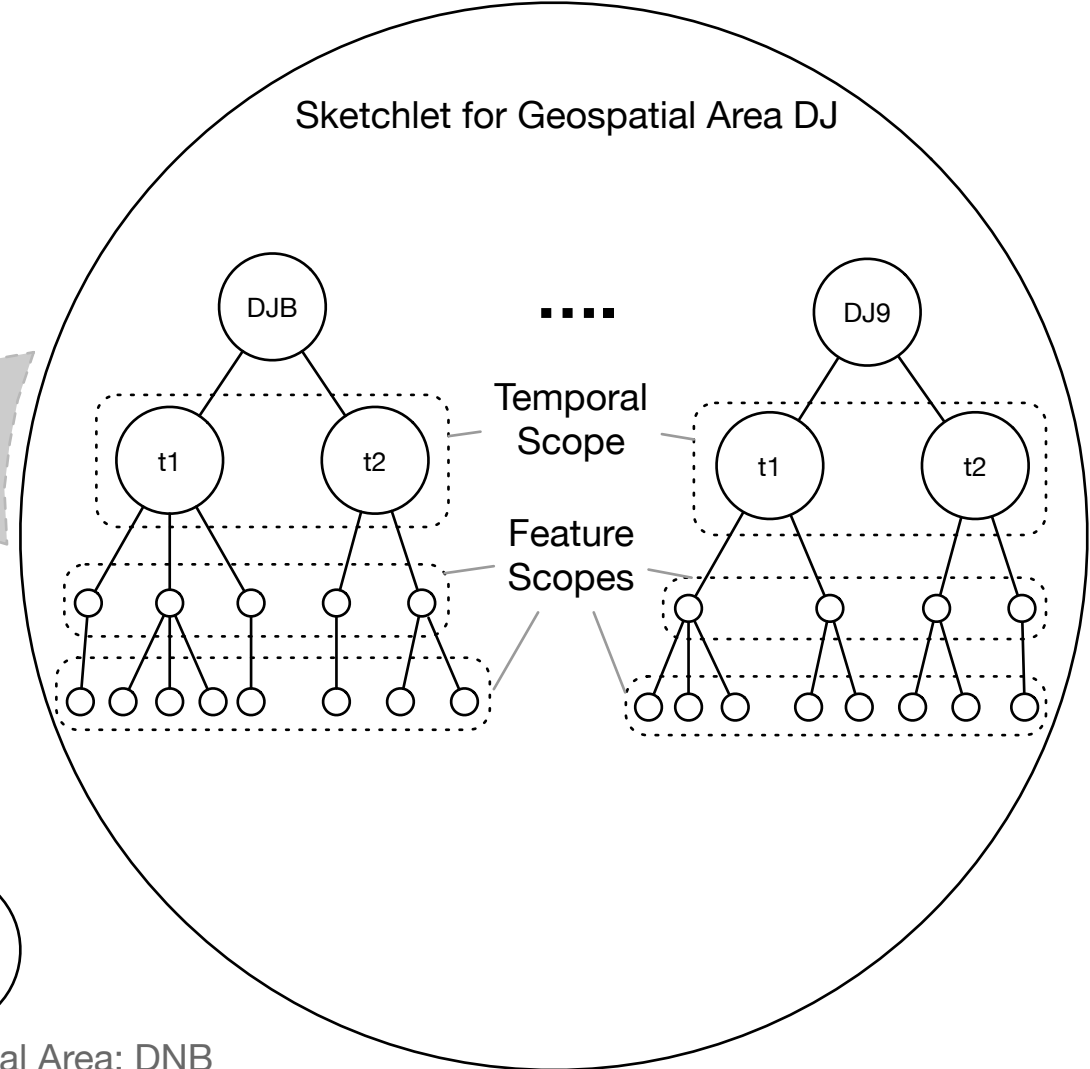 Sketchlet for Geospatial Area DJ
DJB
DJ9
Temporal
Scope
t1
t2
t1
t2
Feature
Scopes
al Area: DNB